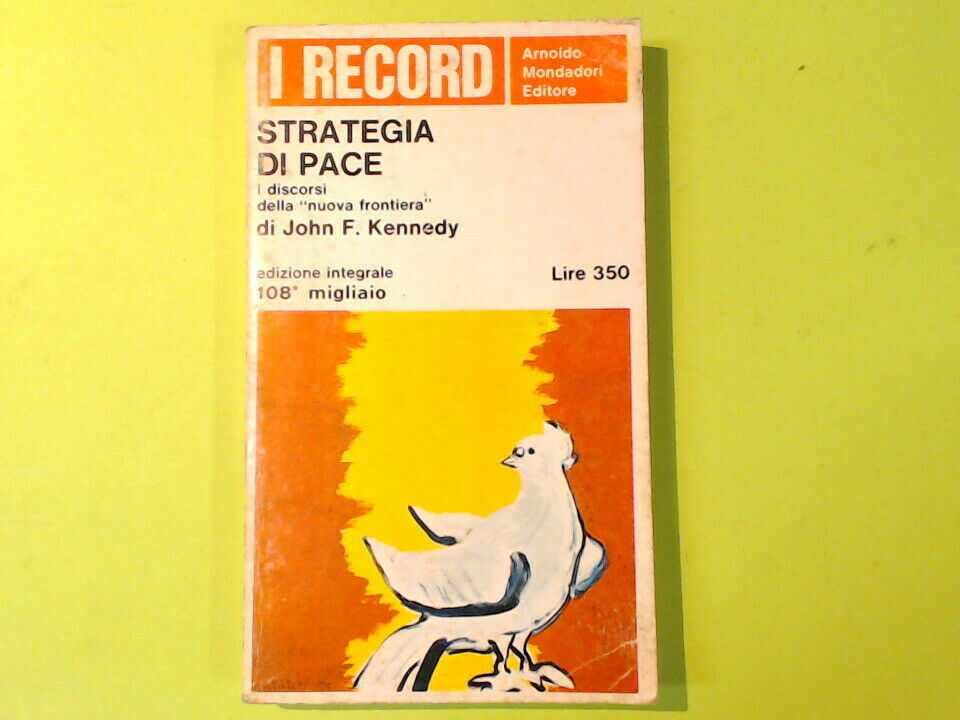 I RECORD
Arnoldo
Mondadori
Editore
STRATEGIA
DI PACE
I discorsi
della "nuova frontiera"
di John F. Kennedy
edizione integrale
Lire 350
108° migliaio